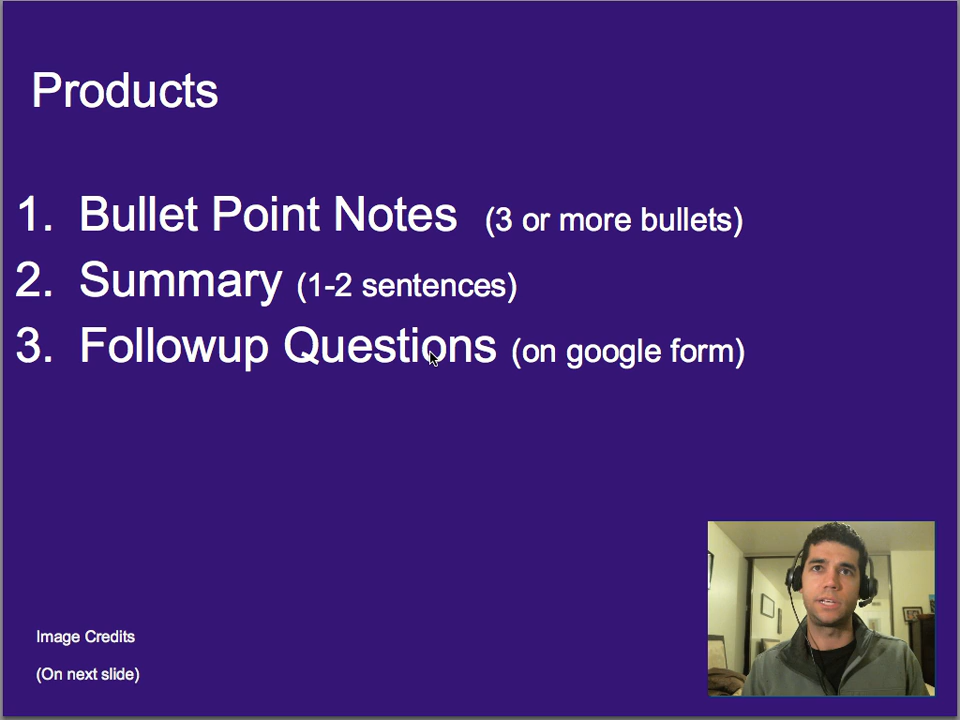 Products
1. Bullet Point Notes (3 or more bullets)
2. Summary (1-2 sentences)
3. Followup Questions (on google form)
Image Credits
(On next slide)